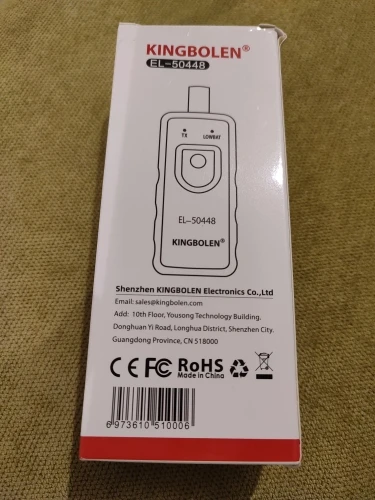 KINGBOLEN®
EL-50448
TX LOWBAT
EL-50448
KINGBOLEN®
Shenzhen KINGBOLEN Electronics Co.,Ltd
Email: sales@kingbolen.com
Add: 10th Floor, Yousong Technology Building.
Donghuan Yi Road, Longhua District, Shenzhen City.
Guangdong Province, CN 518000
CE FC RoHS
Made in China
6 973610 510006